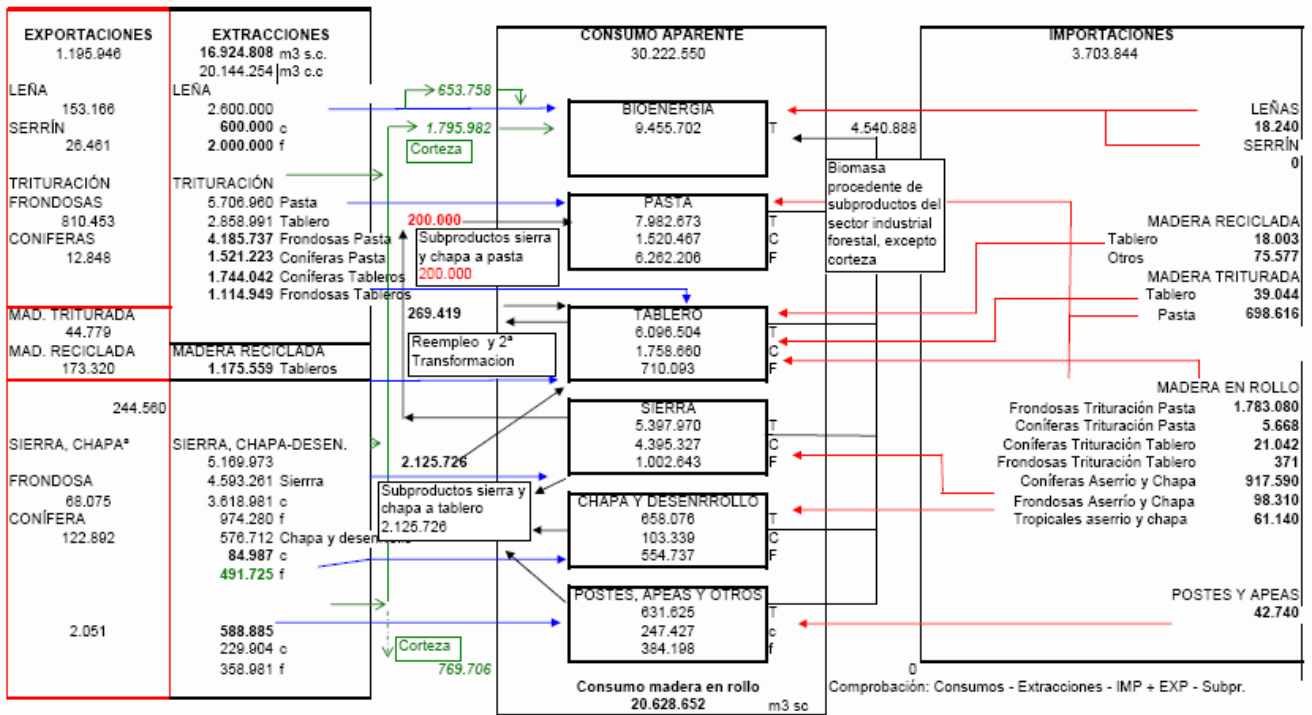 EXPORTACIONES
1.195.946
LEÑA
153.166
SERRÍN
26.461
TRITURACIÓN
FRONDOSAS
810.453
CONIFERAS
12.848
MAD. TRITURADA
44.779
MAD. RECICLADA
173.320
244.560
SIERRA, CHAPAª
FRONDOSA
68.075
CONÍFERA
122.892
2.051
EXTRACCIONES
16.924.808 m3 s.c.
20.144.254 m3 c.c
LEÑA
2.600.000
600.000 c
2.000.000 f
TRITURACIÓN
5.706.960 Pasta
2.858.991 Tablero
4.185.737 Frondosas Pasta
1.521.223 Coníferas Pasta
1.744.042 Coníferas Tableros
1.114.949 Frondosas Tableros
MADERA RECICLADA
1.175.559 Tableros
SIERRA, CHAPA-DESEN.
5.169.973
4.593.261 Sierrra
3.618.981 c
974.280 f
576.712 Chapa y desenrrollo
84.987 c
491.725 f
588.885
229.904 c
358.981 f
653.758
1.795.982
Corteza
200.000
Subproductos sierra
y chapa a pasta
200.000
269.419
Reempleo y 2ª
Transformacion
2.125.726
Subproductos sierra y
chapa a tablero
2.125.726
Corteza
769.706
CONSUMO APARENTE
30.222.550
BIOENERGIA
9.455.702 T
PASTA
7.982.673 T
1.520.467 C
6.262.206 F
TABLERO
6.096.504 T
1.758.660 C
710.093 F
SIERRA
5.397.970 T
4.395.327 C
1.002.643 F
CHAPA Y DESENRROLLO
658.076 T
103.339 C
554.737 F
POSTES, APEAS Y OTROS
631.625 T
247.427 c
384.198 f
Consumo madera en rollo
20.628.652 m3 sc
4.540.888
Biomasa
procedente de
subproductos del
sector industrial
forestal, excepto
corteza
IMPORTACIONES
3.703.844
LEÑAS
18.240
SERRÍN
0
MADERA RECICLADA
Tablero 18.003
Otros 75.577
MADERA TRITURADA
Tablero 39.044
Pasta 698.616
MADERA EN ROLLO
Frondosas Trituración Pasta 1.783.080
Coníferas Trituración Pasta 5.668
Coníferas Trituración Tablero 21.042
Frondosas Trituración Tablero 371
Coníferas Aserrío y Chapa 917.590
Frondosas Aserrío y Chapa 98.310
Tropicales aserrio y chapa 61.140
POSTES Y APEAS
42.740
0
Comprobación: Consumos - Extracciones - IMP + EXP - Subpr.